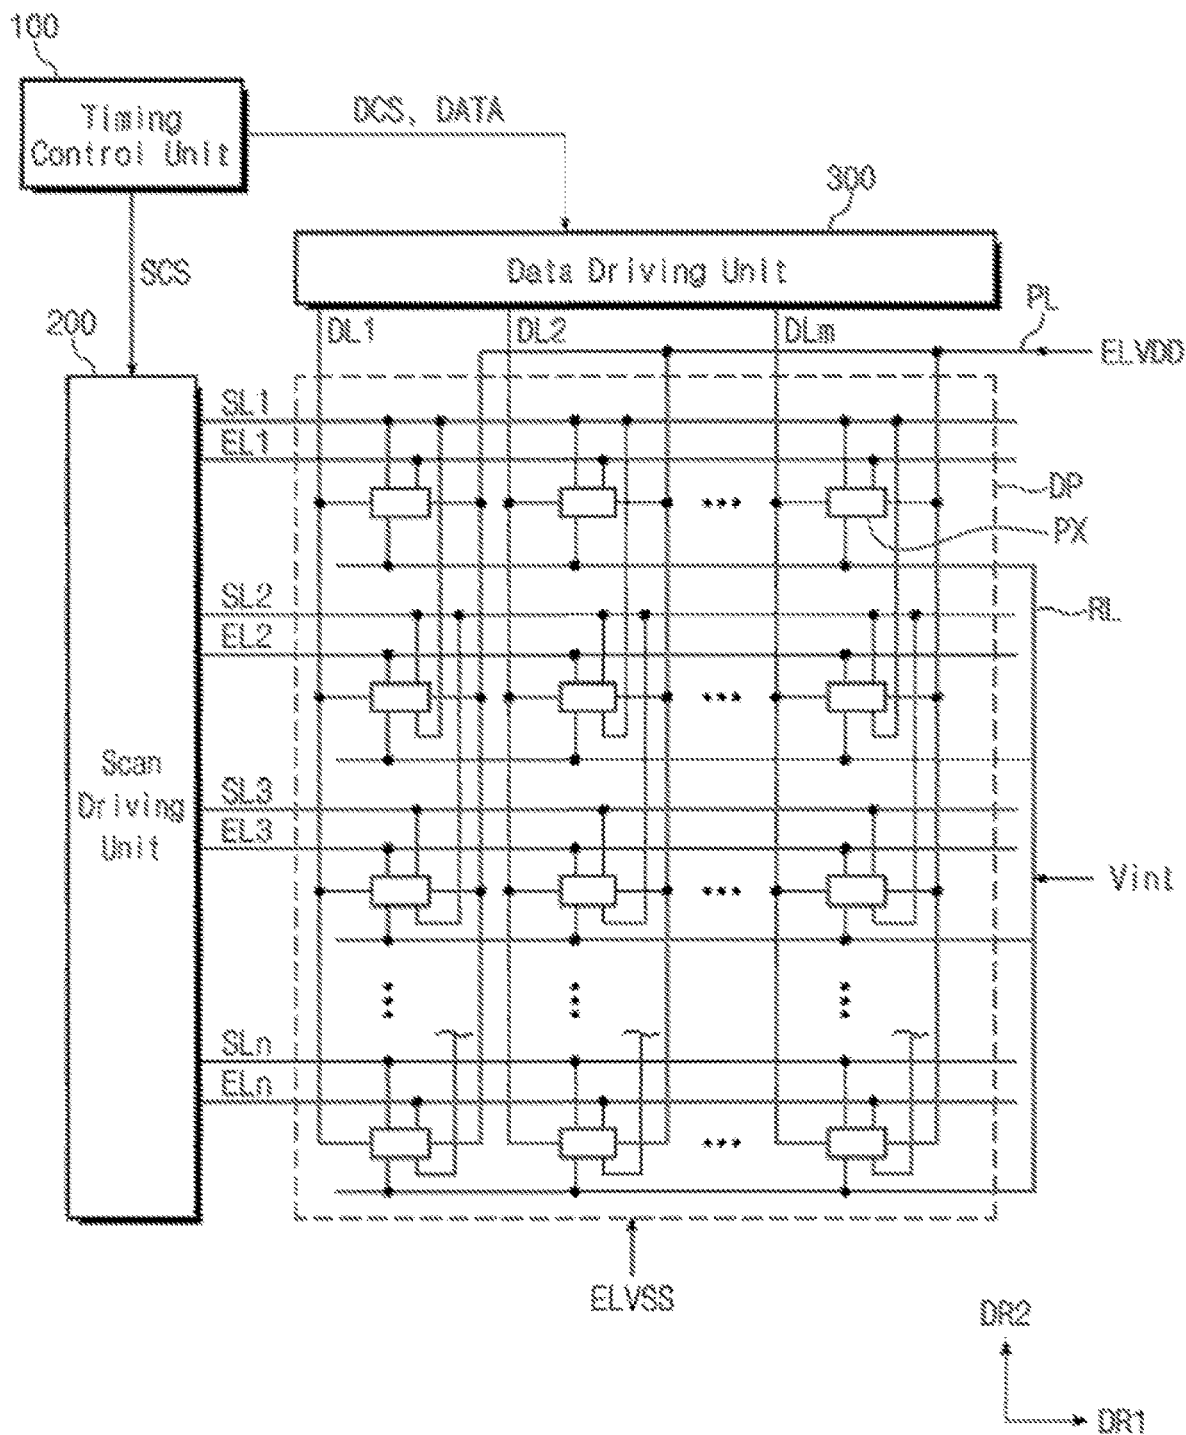 100
Timing
Control Unit
DCS, DATA
300
Data Driving Unit
SCS
200
DL1
DL2
DLm
PL
ELVDD
SL1
EL1
DP
PX
SL2
EL2
RL
Scan
Driving
Unit
SL3
EL3
Vint
SLn
ELn
ELVSS
DR2
DR1